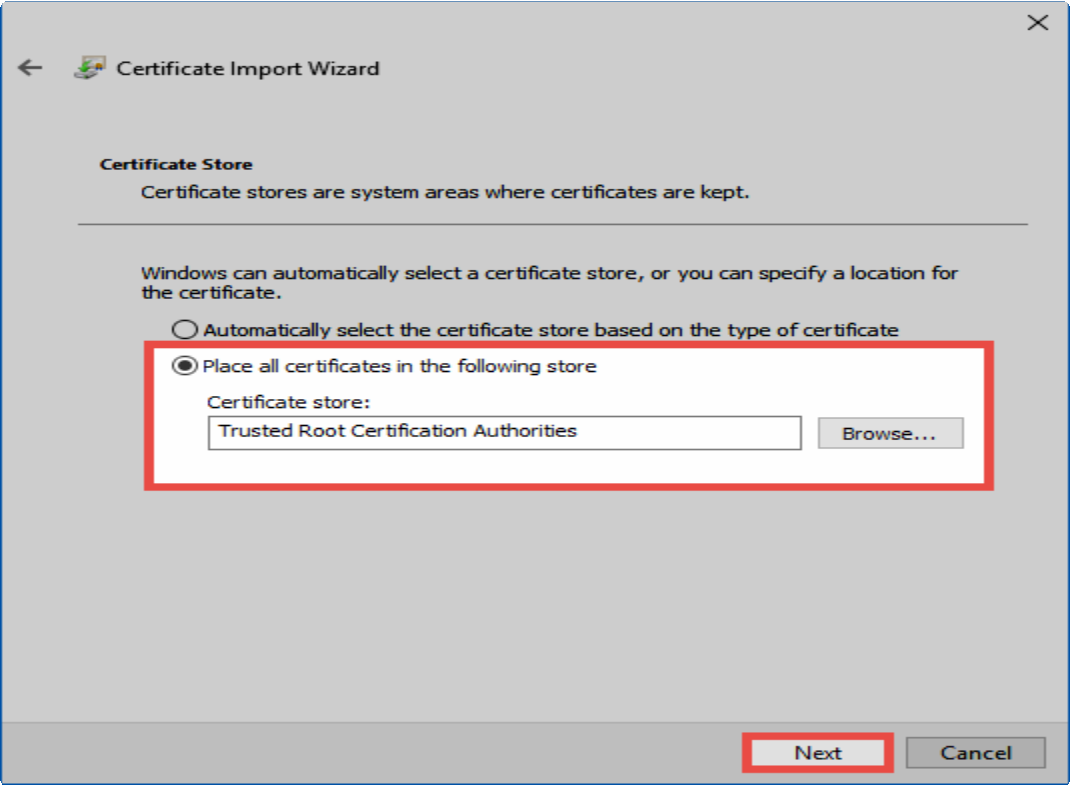 Certificate Import Wizard
Certificate Store
Certificate stores are system areas where certificates are kept.
Windows can automatically select a certificate store, or you can specify a location for
the certificate.
Automatically select the certificate store based on the type of certificate
Place all certificates in the following store
Certificate store:
Trusted Root Certification Authorities
Browse...
Next
Cancel